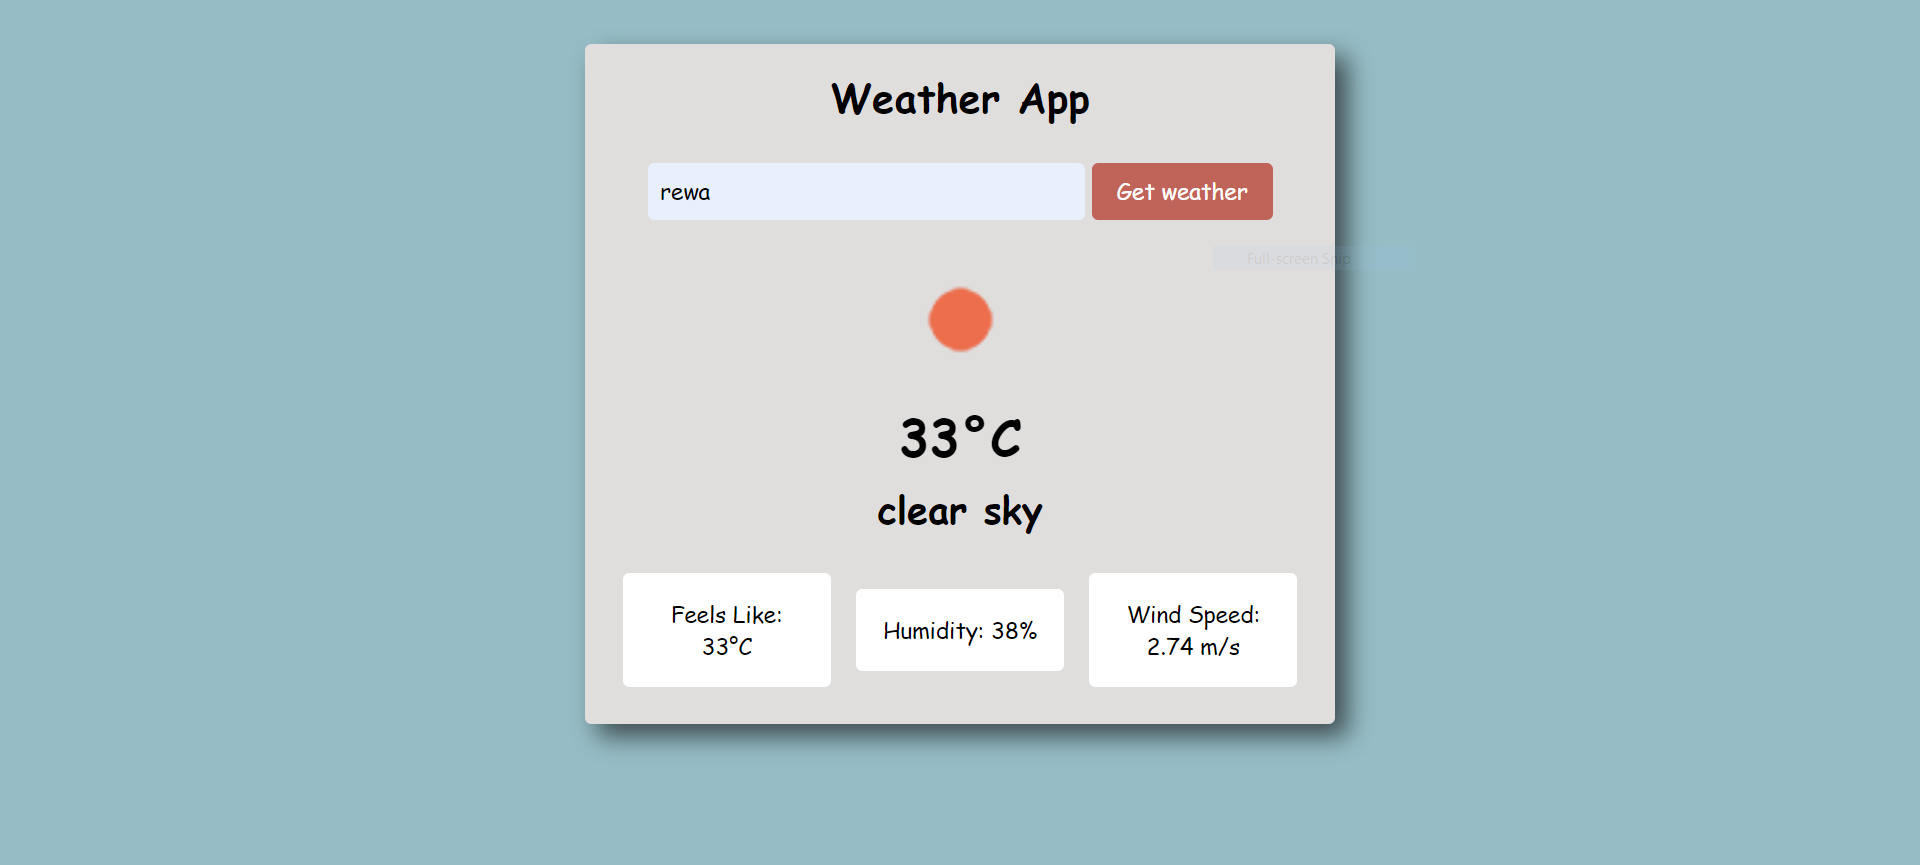 Weather App
rewa
Get weather
Full-screen Snip
33°C
clear sky
Feels Like:
33°C
Humidity: 38%
Wind Speed:
2.74 m/s